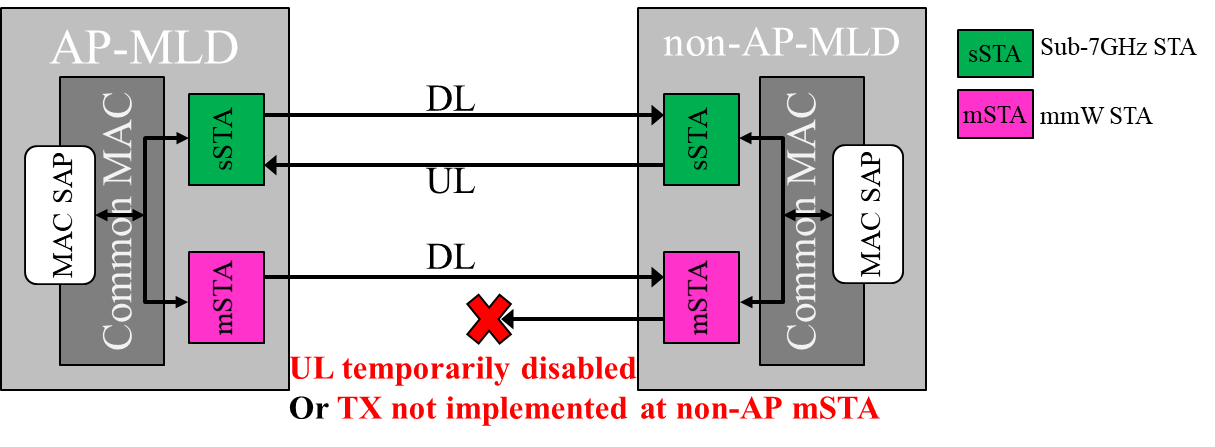 AP-MLD
Common MAC
MAC SAP
sSTA
mSTA
DL
UL
DL
non-AP-MLD
sSTA
mSTA
Common MAC
MAC SAP
UL temporarily disabled
Or TX not implemented at non-AP mSTA
sSTA Sub-7GHz STA
mSTA mmW STA